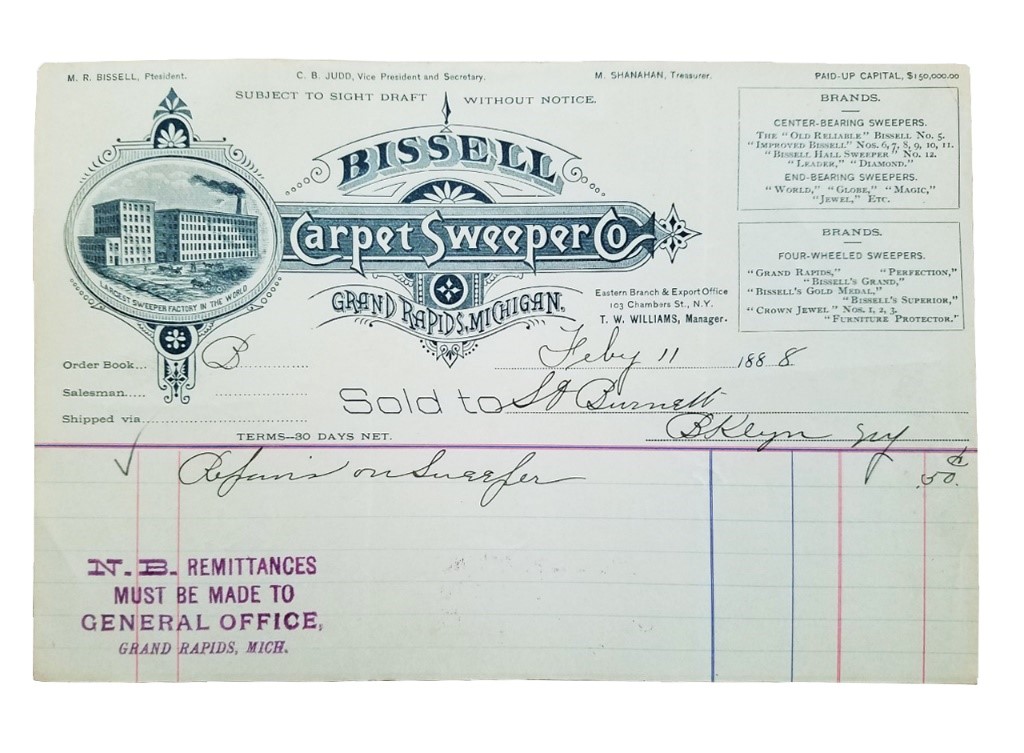 M. R. BISSELL, President.
C. B. JUDD, Vice President and Secretary.
M. SHANAHAN, Treasurer.
PAID-UP CAPITAL, $150,000.00
SUBJECT TO SIGHT DRAFT WITHOUT NOTICE.
BISSELL
Carpet Sweeper Co
GRAND RAPIDS, MICHIGAN.
LARGEST SWEEPER FACTORY IN THE WORLD
Eastern Branch & Export Office
103 Chambers St., N.Y.
T. W. WILLIAMS, Manager.
BRANDS.
CENTER-BEARING SWEEPERS.
THE "OLD RELIABLE" BISSELL NO. 5.
"IMPROVED BISSELL" NOS. 6, 7, 8, 9, 10, 11.
"BISSELL HALL SWEEPER" NO. 12.
"LEADER," "DIAMOND."
END-BEARING SWEEPERS.
"WORLD," "GLOBE," "MAGIC,"
"JEWEL," ETC.
BRANDS.
FOUR-WHEELED SWEEPERS.
"GRAND RAPIDS," "PERFECTION,"
"BISSELL'S GRAND,"
"BISSELL'S GOLD MEDAL,"
"BISSELL'S SUPERIOR,"
"CROWN JEWEL" NOS. 1, 2, 3.
"FURNITURE PROTECTOR."
Feby 11 1888
Order Book... B
Salesman
Shipped via
Sold to Burnett
Bklyn NY
TERMS--30 DAYS NET.
Repairs on Sweeper .50 ¢
N. B. REMITTANCES
MUST BE MADE TO
GENERAL OFFICE,
GRAND RAPIDS, MICH.